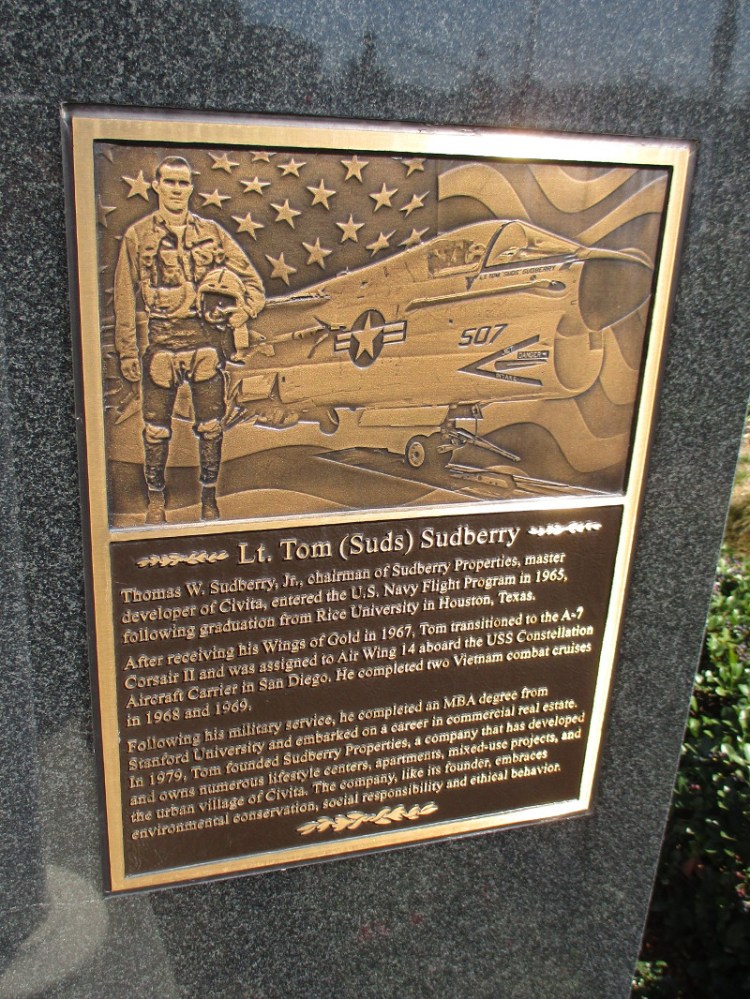 LT TOM "SUDS" SUDBERRY
507
DANGER
Lt. Tom (Suds) Sudberry
Thomas W. Sudberry, Jr., chairman of Sudberry Properties, master
developer of Civita, entered the U.S. Navy Flight Program in 1965,
following graduation from Rice University in Houston, Texas.
After receiving his Wings of Gold in 1967, Tom transitioned to the A-7
Corsair II and was assigned to Air Wing 14 aboard the USS Constellation
Aircraft Carrier in San Diego. He completed two Vietnam combat cruises
in 1968 and 1969.
Following his military service, he completed an MBA degree from
Stanford University and embarked on a career in commercial real estate.
In 1979, Tom founded Sudberry Properties, a company that has developed
and owns numerous lifestyle centers, apartments, mixed-use projects, and
the urban village of Civita. The company, like its founder, embraces
environmental conservation, social responsibility and ethical behavior.